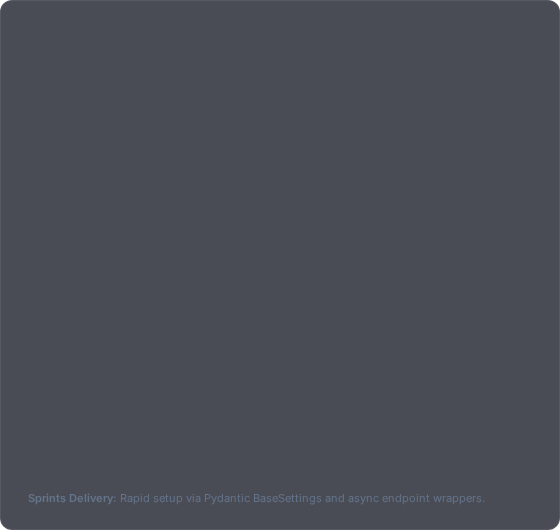 Sprints Delivery: Rapid setup via Pydantic BaseSettings and async endpoint wrappers.